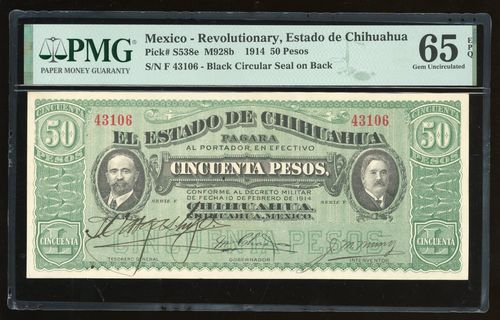 PMG
PAPER MONEY GUARANTY
Mexico - Revolutionary, Estado de Chihuahua
Pick# S538e M928b 1914 50 Pesos
S/N F 43106 - Black Circular Seal on Back
65 EPQ
Gem Uncirculated
CINCUENTA
50
PESOS
43106
43106
CINCUENTA
50
PESOS
EL ESTADO DE CHIHUAHUA
PAGARA
AL PORTADOR, EN EFECTIVO
CINCUENTA PESOS,
CONFORME AL DECRETO MILITAR
DE FECHA 10 DE FEBRERO DE 1914
SERIE F
SERIE F
CHIHUAHUA.
CHIHUAHUA, MEXICO.
CINCUENTA PESOS
CINCUENTA
CINCUENTA
TESORERO GENERAL
GOBERNADOR
INTERVENTOR